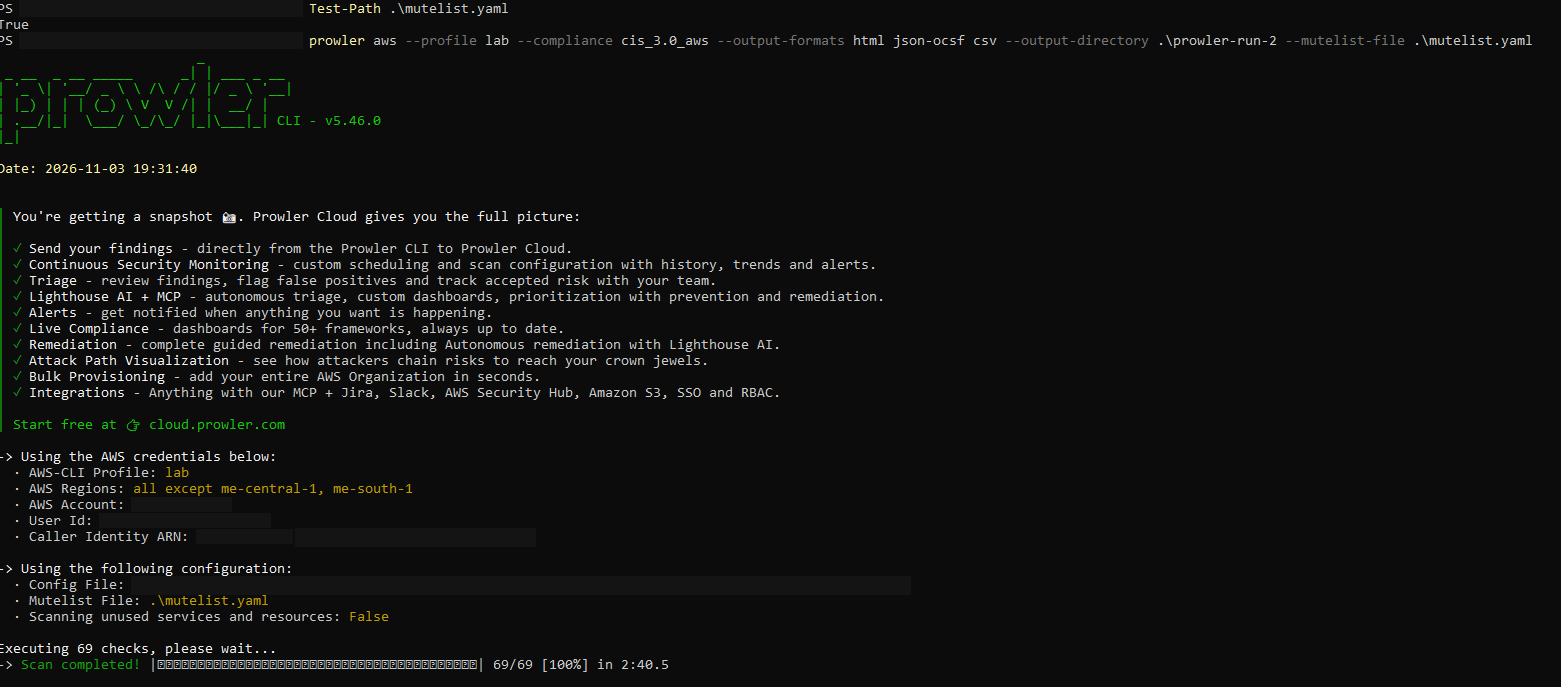 PS Test-Path .\mutelist.yaml
True
PS prowler aws --profile lab --compliance cis_3.0_aws --output-formats html json-ocsf csv --output-directory .\prowler-run-2 --mutelist-file .\mutelist.yaml
prowler CLI - v5.46.0
Date: 2026-11-03 19:31:40
You're getting a snapshot 📸. Prowler Cloud gives you the full picture:
✓ Send your findings - directly from the Prowler CLI to Prowler Cloud.
✓ Continuous Security Monitoring - custom scheduling and scan configuration with history, trends and alerts.
✓ Triage - review findings, flag false positives and track accepted risk with your team.
✓ Lighthouse AI + MCP - autonomous triage, custom dashboards, prioritization with prevention and remediation.
✓ Alerts - get notified when anything you want is happening.
✓ Live Compliance - dashboards for 50+ frameworks, always up to date.
✓ Remediation - complete guided remediation including Autonomous remediation with Lighthouse AI.
✓ Attack Path Visualization - see how attackers chain risks to reach your crown jewels.
✓ Bulk Provisioning - add your entire AWS Organization in seconds.
✓ Integrations - Anything with our MCP + Jira, Slack, AWS Security Hub, Amazon S3, SSO and RBAC.
Start free at 👉 cloud.prowler.com
-> Using the AWS credentials below:
· AWS-CLI Profile: lab
· AWS Regions: all except me-central-1, me-south-1
· AWS Account:
· User Id:
· Caller Identity ARN:
-> Using the following configuration:
· Config File:
· Mutelist File: .\mutelist.yaml
· Scanning unused services and resources: False
Executing 69 checks, please wait...
-> Scan completed! || 69/69 [100%] in 2:40.5